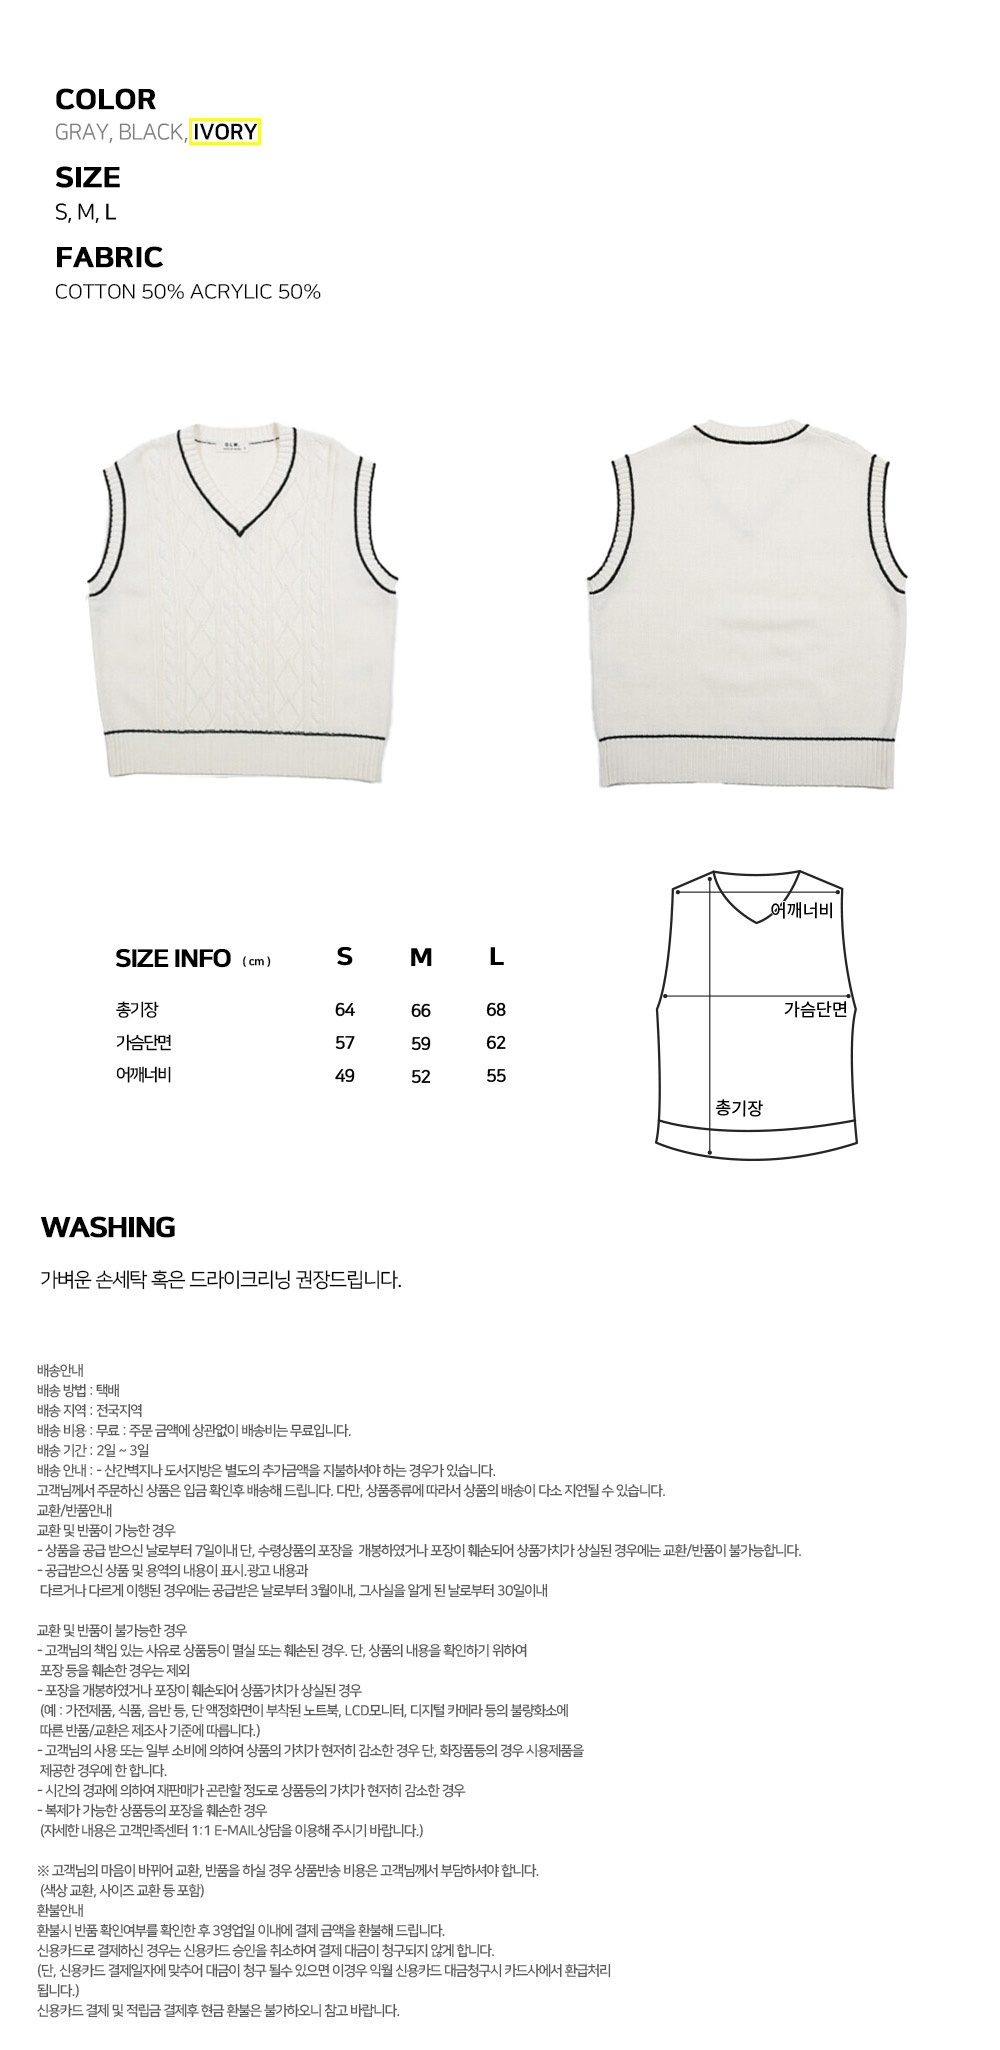 COLOR
GRAY, BLACK, IVORY
SIZE
S, M, L
FABRIC
COTTON 50% ACRYLIC 50%
G.L.W.
SIZE INFO (cm) S M L
총기장 64 66 68
가슴단면 57 59 62
어깨너비 49 52 55
어깨너비
가슴단면
총기장
WASHING
가벼운 손세탁 혹은 드라이크리닝 권장드립니다.
배송안내
배송 방법 : 택배
배송 지역 : 전국지역
배송 비용 : 무료 : 주문 금액에 상관없이 배송비는 무료입니다.
배송 기간 : 2일 ~ 3일
배송 안내 : - 산간벽지나 도서지방은 별도의 추가금액을 지불하셔야 하는 경우가 있습니다.
고객님께서 주문하신 상품은 입금 확인후 배송해 드립니다. 다만, 상품종류에 따라서 상품의 배송이 다소 지연될 수 있습니다.
교환/반품안내
교환 및 반품이 가능한 경우
- 상품을 공급 받으신 날로부터 7일이내 단, 수령상품의 포장을 개봉하였거나 포장이 훼손되어 상품가치가 상실된 경우에는 교환/반품이 불가능합니다.
- 공급받으신 상품 및 용역의 내용이 표시.광고 내용과
다르거나 다르게 이행된 경우에는 공급받은 날로부터 3월이내, 그사실을 알게 된 날로부터 30일이내
교환 및 반품이 불가능한 경우
- 고객님의 책임 있는 사유로 상품등이 멸실 또는 훼손된 경우. 단, 상품의 내용을 확인하기 위하여
포장 등을 훼손한 경우는 제외
- 포장을 개봉하였거나 포장이 훼손되어 상품가치가 상실된 경우
(예 : 가전제품, 식품, 음반 등, 단 액정화면이 부착된 노트북, LCD모니터, 디지털 카메라 등의 불량화소에
따른 반품/교환은 제조사 기준에 따릅니다.)
- 고객님의 사용 또는 일부 소비에 의하여 상품의 가치가 현저히 감소한 경우 단, 화장품등의 경우 시용제품을
제공한 경우에 한 합니다.
- 시간의 경과에 의하여 재판매가 곤란할 정도로 상품등의 가치가 현저히 감소한 경우
- 복제가 가능한 상품등의 포장을 훼손한 경우
(자세한 내용은 고객만족센터 1:1 E-MAIL상담을 이용해 주시기 바랍니다.)
※ 고객님의 마음이 바뀌어 교환, 반품을 하실 경우 상품반송 비용은 고객님께서 부담하셔야 합니다.
(색상 교환, 사이즈 교환 등 포함)
환불안내
환불시 반품 확인여부를 확인한 후 3영업일 이내에 결제 금액을 환불해 드립니다.
신용카드로 결제하신 경우는 신용카드 승인을 취소하여 결제 대금이 청구되지 않게 합니다.
(단, 신용카드 결제일자에 맞추어 대금이 청구 될수 있으면 이경우 익월 신용카드 대금청구시 카드사에서 환급처리
됩니다.)
신용카드 결제 및 적립금 결제후 현금 환불은 불가하오니 참고 바랍니다.